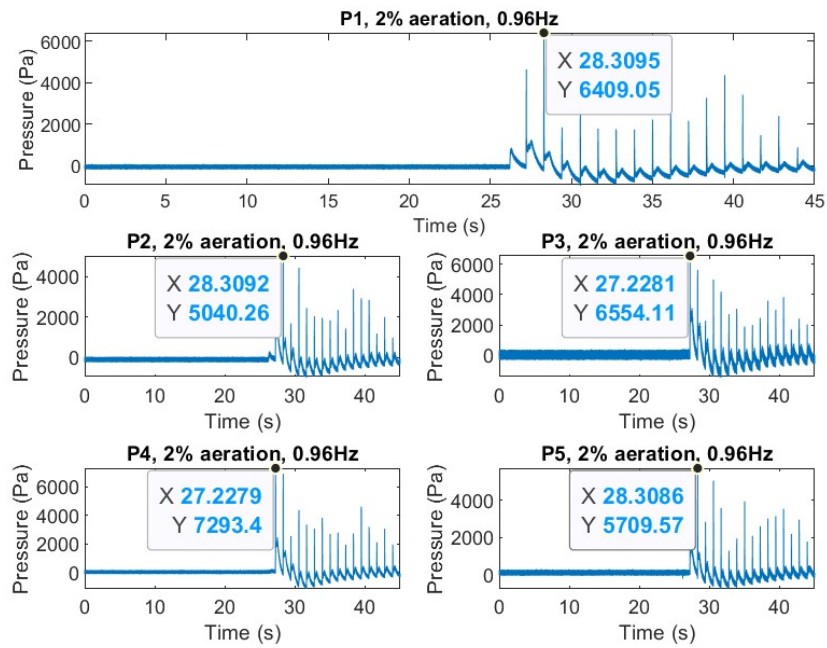 P1, 2% aeration, 0.96Hz
Pressure (Pa)
6000
4000
2000
0
X 28.3095
Y 6409.05
0 5 10 15 20 25 30 35 40 45
Time (s)
P2, 2% aeration, 0.96Hz
Pressure (Pa)
4000
2000
0
X 28.3092
Y 5040.26
0 10 20 30 40
Time (s)
P3, 2% aeration, 0.96Hz
Pressure (Pa)
6000
4000
2000
0
X 27.2281
Y 6554.11
0 10 20 30 40
Time (s)
P4, 2% aeration, 0.96Hz
Pressure (Pa)
6000
4000
2000
0
X 27.2279
Y 7293.4
0 10 20 30 40
Time (s)
P5, 2% aeration, 0.96Hz
Pressure (Pa)
4000
2000
0
X 28.3086
Y 5709.57
0 10 20 30 40
Time (s)